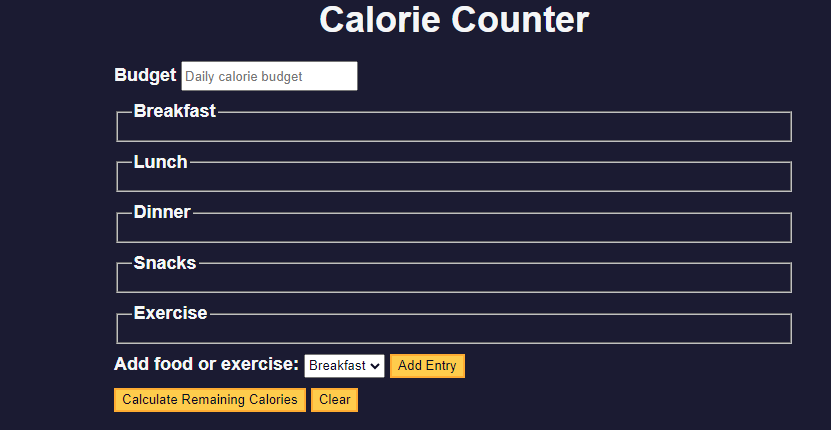 Calorie Counter
Budget Daily calorie budget
Breakfast
Lunch
Dinner
Snacks
Exercise
Add food or exercise: Breakfast Add Entry
Calculate Remaining Calories Clear